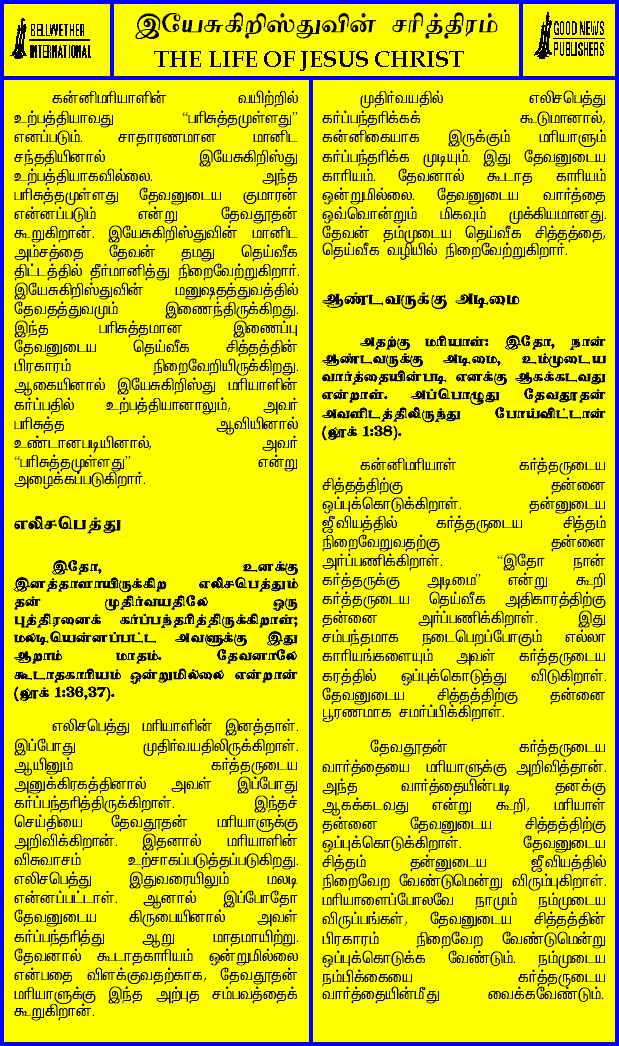 BELLWETHER
INTERNATIONAL
இயேசுகிறிஸ்துவின் சரித்திரம்
THE LIFE OF JESUS CHRIST
GOOD NEWS
PUBLISHERS
கன்னிமரியாளின் வயிற்றில்
உற்பத்தியாவது “பரிசுத்தமுள்ளது”
எனப்படும். சாதாரணமான மானிட
சந்ததியினால் இயேசுகிறிஸ்து
உற்பத்தியாகவில்லை. அந்த
பரிசுத்தமுள்ளது தேவனுடைய குமாரன்
என்னப்படும் என்று தேவதூதன்
கூறுகிறான். இயேசுகிறிஸ்துவின் மானிட
அம்சத்தை தேவன் தமது தெய்வீக
திட்டத்தில் தீர்மானித்து நிறைவேற்றுகிறார்.
இயேசுகிறிஸ்துவின் மனுஷதத்துவத்தில்
தேவதத்துவமும் இணைந்திருக்கிறது.
இந்த பரிசுத்தமான இணைப்பு
தேவனுடைய தெய்வீக சித்தத்தின்
பிரகாரம் நிறைவேறியிருக்கிறது.
ஆகையினால் இயேசுகிறிஸ்து மரியாளின்
கர்ப்பதில் உற்பத்தியானாலும், அவர்
பரிசுத்த ஆவியினால்
உண்டானபடியினால், அவர்
“பரிசுத்தமுள்ளது” என்று
அழைக்கப்படுகிறார்.
எலிசபெத்து
இதோ, உனக்கு
இனத்தாளாயிருக்கிற எலிசபெத்தும்
தன் முதிர்வயதிலே ஒரு
புத்திரனைக் கர்ப்பந்தரித்திருக்கிறாள்;
மலடியென்னப்பட்ட அவளுக்கு இது
ஆறாம் மாதம். தேவனாலே
கூடாதகாரியம் ஒன்றுமில்லை என்றான்
(லூக் 1:36,37).
எலிசபெத்து மரியாளின் இனத்தாள்.
இப்போது முதிர்வயதிலிருக்கிறாள்.
ஆயினும் கர்த்தருடைய
அனுக்கிரகத்தினால் அவள் இப்போது
கர்ப்பந்தரித்திருக்கிறாள். இந்தச்
செய்தியை தேவதூதன் மரியாளுக்கு
அறிவிக்கிறான். இதனால் மரியாளின்
விசுவாசம் உற்சாகப்படுத்தப்படுகிறது.
எலிசபெத்து இதுவரையிலும் மலடி
என்னப்பட்டாள். ஆனால் இப்போதோ
தேவனுடைய கிருபையினால் அவள்
கர்ப்பந்தரித்து ஆறு மாதமாயிற்று.
தேவனால் கூடாதகாரியம் ஒன்றுமில்லை
என்பதை விளக்குவதற்காக, தேவதூதன்
மரியாளுக்கு இந்த அற்புத சம்பவத்தைக்
கூறுகிறான்.
முதிர்வயதில் எலிசபெத்து
கர்ப்பந்தரிக்கக் கூடுமானால்,
கன்னிகையாக இருக்கும் மரியாளும்
கர்ப்பந்தரிக்க முடியும். இது தேவனுடைய
காரியம். தேவனால் கூடாத காரியம்
ஒன்றுமில்லை. தேவனுடைய வார்த்தை
ஒவ்வொன்றும் மிகவும் முக்கியமானது.
தேவன் தம்முடைய தெய்வீக சித்தத்தை,
தெய்வீக வழியில் நிறைவேற்றுகிறார்.
ஆண்டவருக்கு அடிமை
அதற்கு மரியாள்: இதோ, நான்
ஆண்டவருக்கு அடிமை, உம்முடைய
வார்த்தையின்படி எனக்கு ஆகக்கடவது
என்றாள். அப்பொழுது தேவதூதன்
அவளிடத்திலிருந்து போய்விட்டான்
(லூக் 1:38).
கன்னிமரியாள் கர்த்தருடைய
சித்தத்திற்கு தன்னை
ஒப்புக்கொடுக்கிறாள். தன்னுடைய
ஜீவியத்தில் கர்த்தருடைய சித்தம்
நிறைவேறுவதற்கு தன்னை
அர்ப்பணிக்கிறாள். “இதோ நான்
கர்த்தருக்கு அடிமை” என்று கூறி
கர்த்தருடைய தெய்வீக அதிகாரத்திற்கு
தன்னை அர்ப்பணிக்கிறாள். இது
சம்பந்தமாக நடைபெறப்போகும் எல்லா
காரியங்களையும் அவள் கர்த்தருடைய
கரத்தில் ஒப்புக்கொடுத்து விடுகிறாள்.
தேவனுடைய சித்தத்திற்கு தன்னை
பூரணமாக சமர்ப்பிக்கிறாள்.
தேவதூதன் கர்த்தருடைய
வார்த்தையை மரியாளுக்கு அறிவித்தான்.
அந்த வார்த்தையின்படி தனக்கு
ஆகக்கடவது என்று கூறி, மரியாள்
தன்னை தேவனுடைய சித்தத்திற்கு
ஒப்புக்கொடுக்கிறாள். தேவனுடைய
சித்தம் தன்னுடைய ஜீவியத்தில்
நிறைவேற வேண்டுமென்று விரும்புகிறாள்.
மரியாளைப்போலவே நாமும் நம்முடைய
விருப்பங்கள், தேவனுடைய சித்தத்தின்
பிரகாரம் நிறைவேற வேண்டுமென்று
ஒப்புக்கொடுக்க வேண்டும். நம்முடைய
நம்பிக்கையை கர்த்தருடைய
வார்த்தையின்மீது வைக்கவேண்டும்.